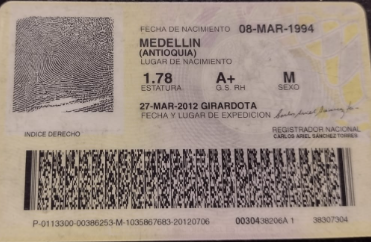 FECHA DE NACIMIENTO 08-MAR-1994
MEDELLIN
(ANTIOQUIA)
LUGAR DE NACIMIENTO
1.78 A+ M
ESTATURA G.S. RH SEXO
27-MAR-2012 GIRARDOTA
FECHA Y LUGAR DE EXPEDICION
INDICE DERECHO
REGISTRADOR NACIONAL
CARLOS ARIEL SANCHEZ TORRES
P-0113300-00386253-M-1035867683-20120706 0030438206A 1 38307304